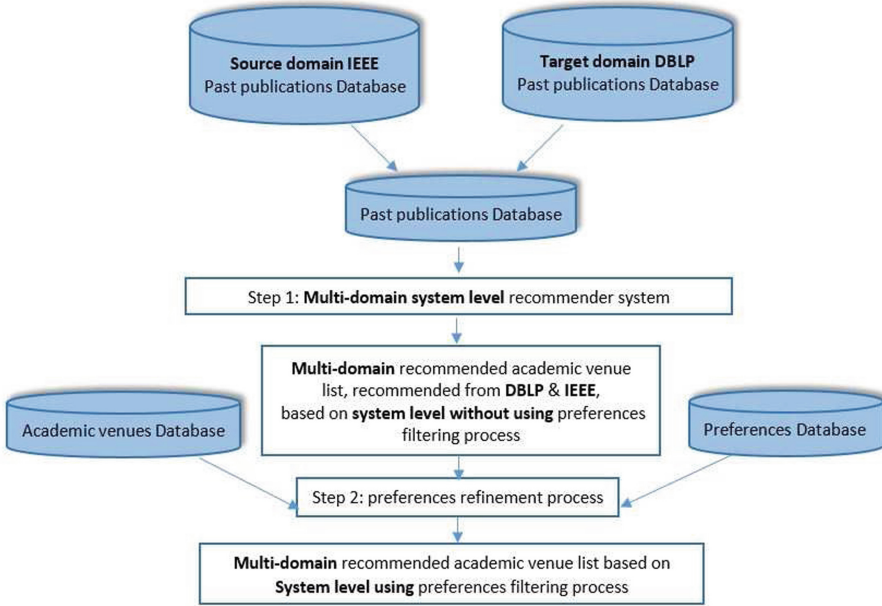 Source domain IEEE
Past publications Database
Target domain DBLP
Past publications Database
Past publications Database
Step 1: Multi-domain system level recommender system
Multi-domain recommended academic venue
list, recommended from DBLP & IEEE,
based on system level without using preferences
filtering process
Academic venues Database
Preferences Database
Step 2: preferences refinement process
Multi-domain recommended academic venue list based on
System level using preferences filtering process